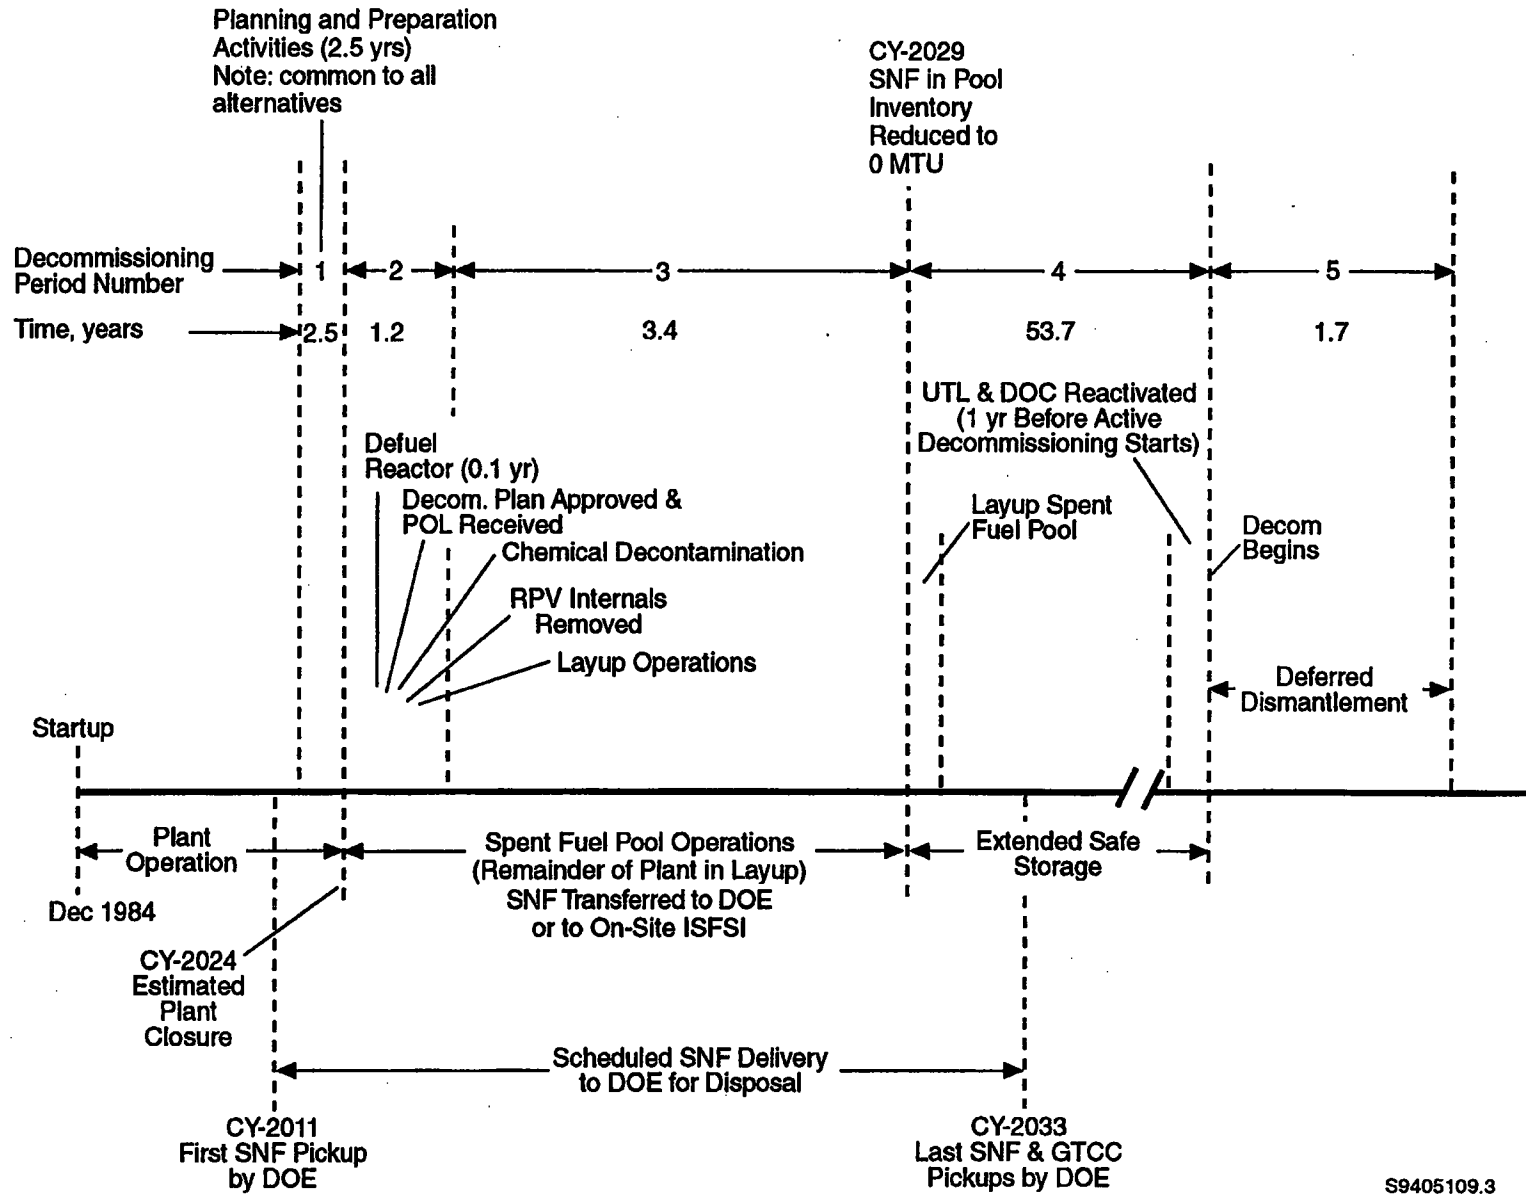 Planning and Preparation
Activities (2.5 yrs)
Note: common to all
alternatives
CY-2029
SNF in Pool
Inventory
Reduced to
0 MTU
Decommissioning
Period Number
1
2
3
4
5
Time, years
2.5
1.2
3.4
53.7
1.7
UTL & DOC Reactivated
(1 yr Before Active
Decommissioning Starts)
Defuel
Reactor (0.1 yr)
Decom. Plan Approved &
POL Received
Chemical Decontamination
RPV Internals
Removed
Layup Operations
Layup Spent
Fuel Pool
Decom
Begins
Deferred
Dismantlement
Startup
Plant
Operation
Spent Fuel Pool Operations
(Remainder of Plant in Layup)
SNF Transferred to DOE
or to On-Site ISFSI
Extended Safe
Storage
Dec 1984
CY-2024
Estimated
Plant
Closure
Scheduled SNF Delivery
to DOE for Disposal
CY-2011
First SNF Pickup
by DOE
CY-2033
Last SNF & GTCC
Pickups by DOE
S9405109.3